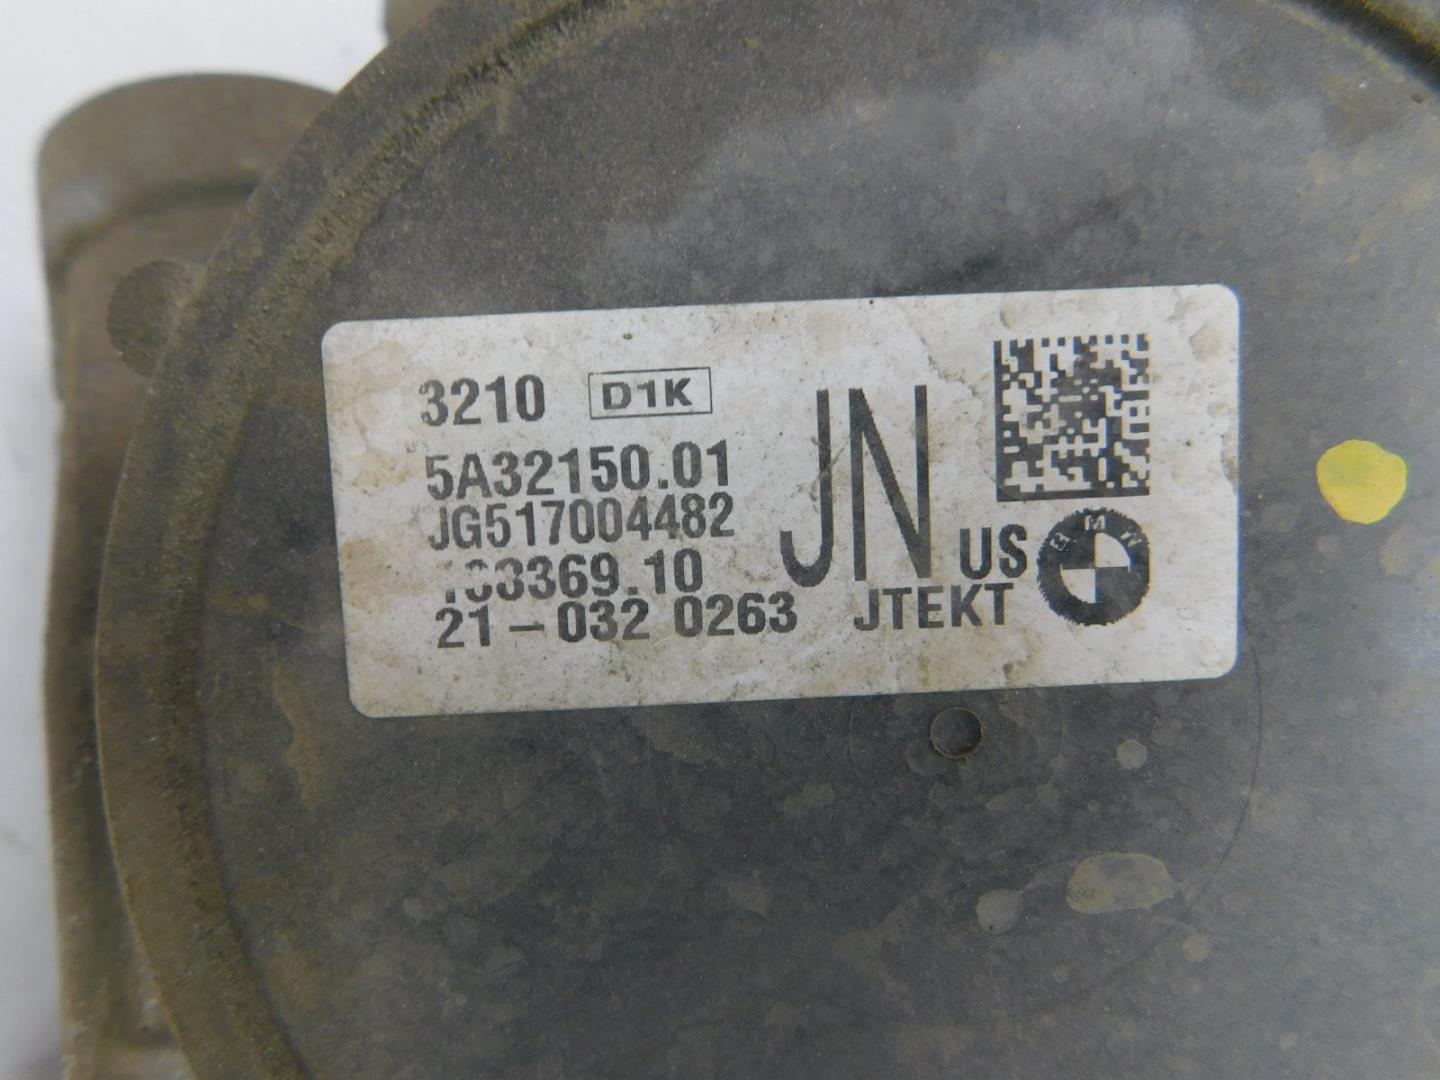 3210 D1K
5A32150.01
JG517004482
21-032 0263
JN
US
JTEKT
BMW